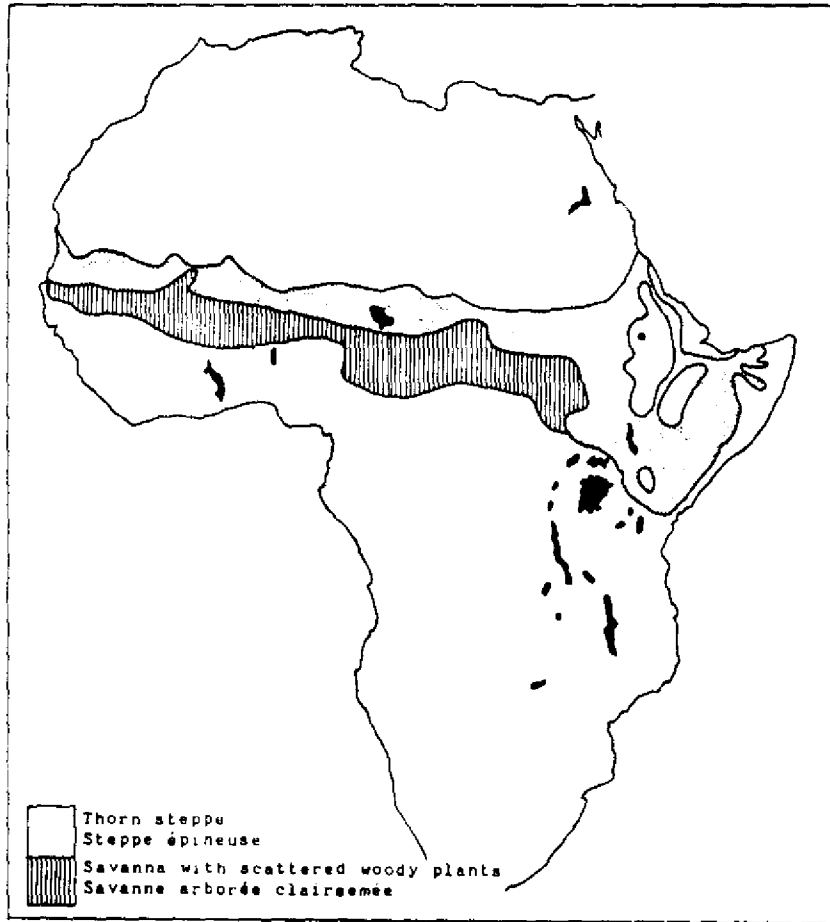 Thorn steppe
Steppe épineuse
Savanna with scattered woody plants
Savanne arborée clairsemée